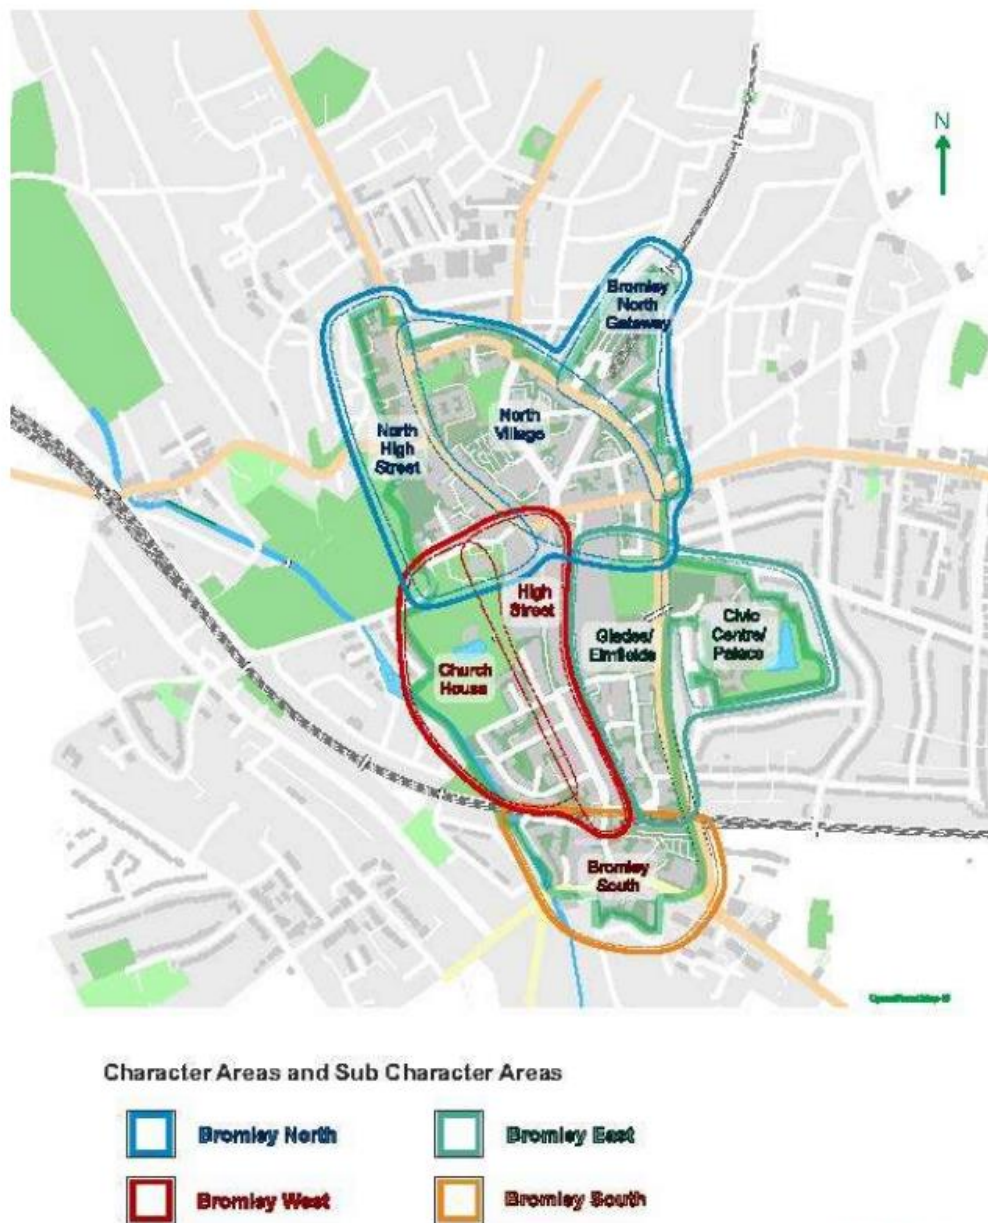 N
Bromley
North
Gateway
North
Village
North
High
Street
High
Street
Glades/
Elmfields
Civic
Centre/
Palace
Church
House
Bromley
South
Character Areas and Sub Character Areas
Bromley North
Bromley East
Bromley West
Bromley South